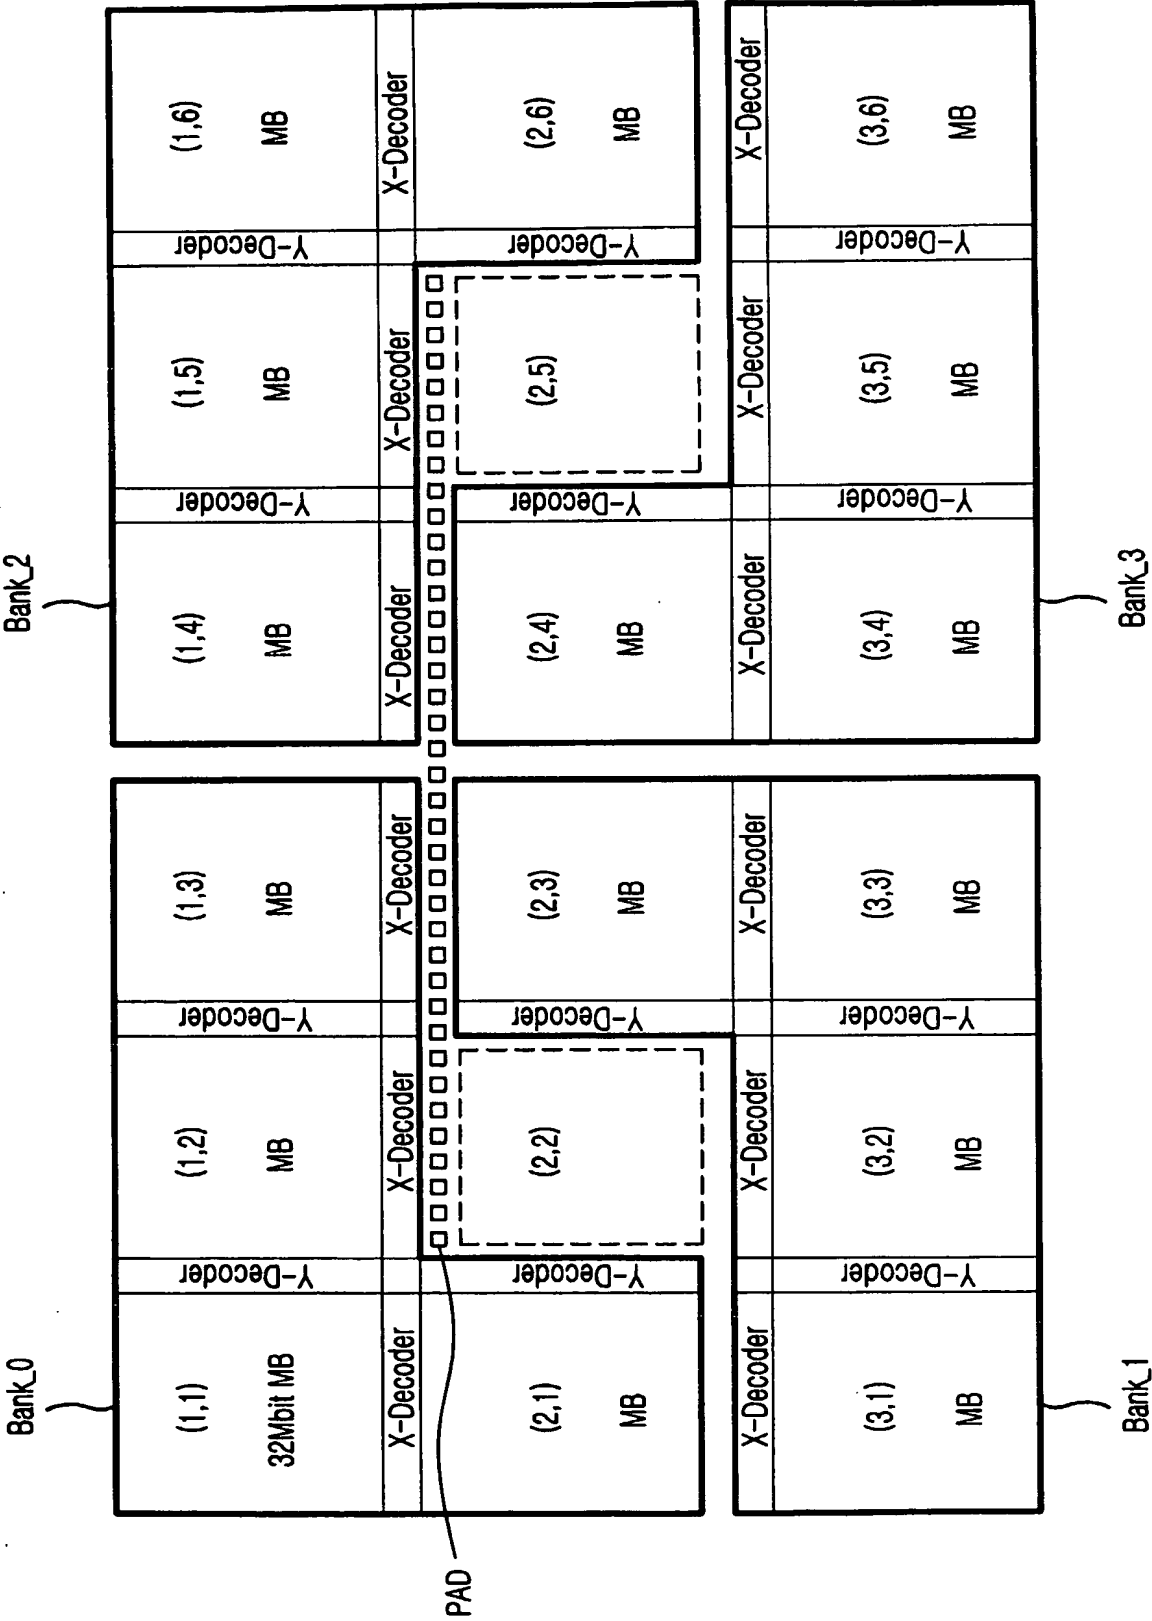 Bank_0
Bank_2
(1,1)
Y-Decoder
(1,2)
Y-Decoder
(1,3)
(1,4)
Y-Decoder
(1,5)
Y-Decoder
(1,6)
32Mbit MB
MB
MB
MB
MB
MB
X-Decoder
X-Decoder
X-Decoder
X-Decoder
X-Decoder
X-Decoder
PAD
(2,1)
Y-Decoder
(2,2)
Y-Decoder
(2,3)
(2,4)
Y-Decoder
(2,5)
Y-Decoder
(2,6)
MB
MB
MB
MB
X-Decoder
X-Decoder
X-Decoder
X-Decoder
X-Decoder
X-Decoder
(3,1)
Y-Decoder
(3,2)
Y-Decoder
(3,3)
(3,4)
Y-Decoder
(3,5)
Y-Decoder
(3,6)
MB
MB
MB
MB
MB
MB
Bank_1
Bank_3